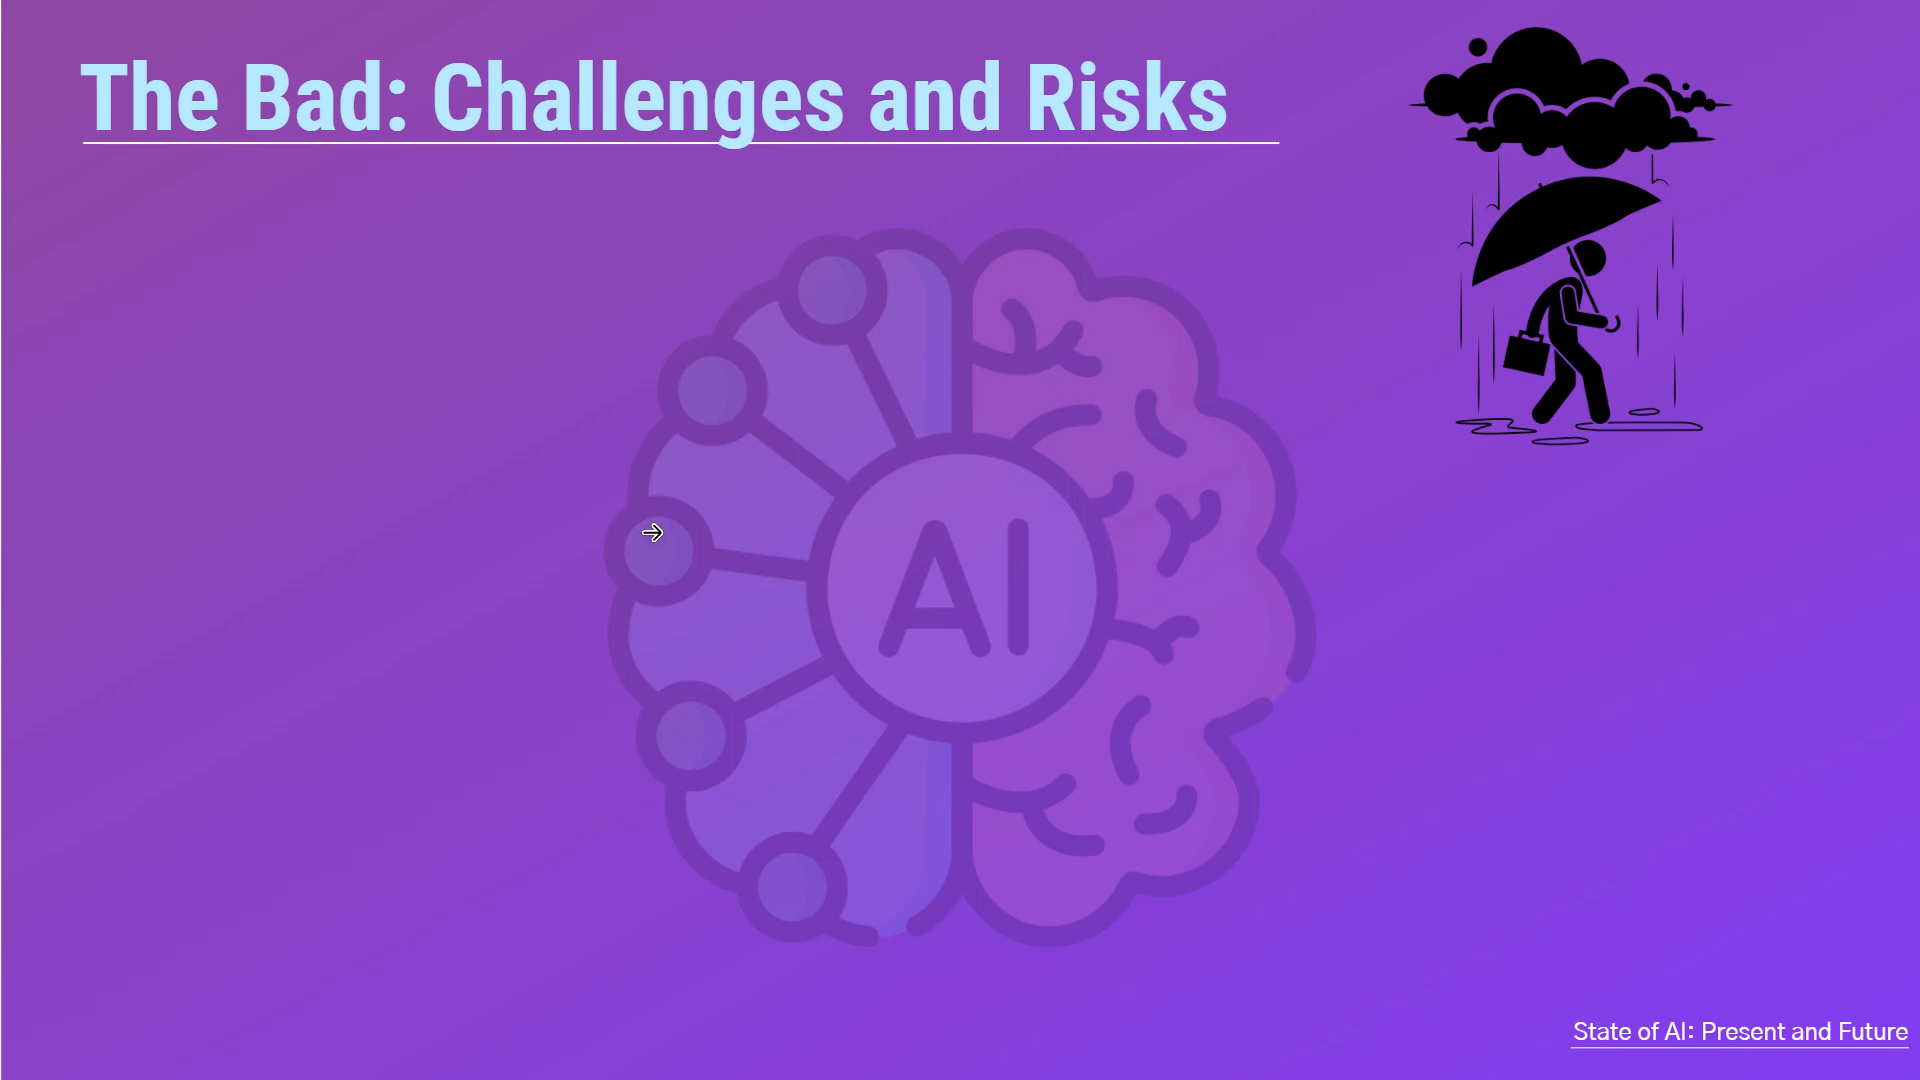 The Bad: Challenges and Risks
AI
State of AI: Present and Future